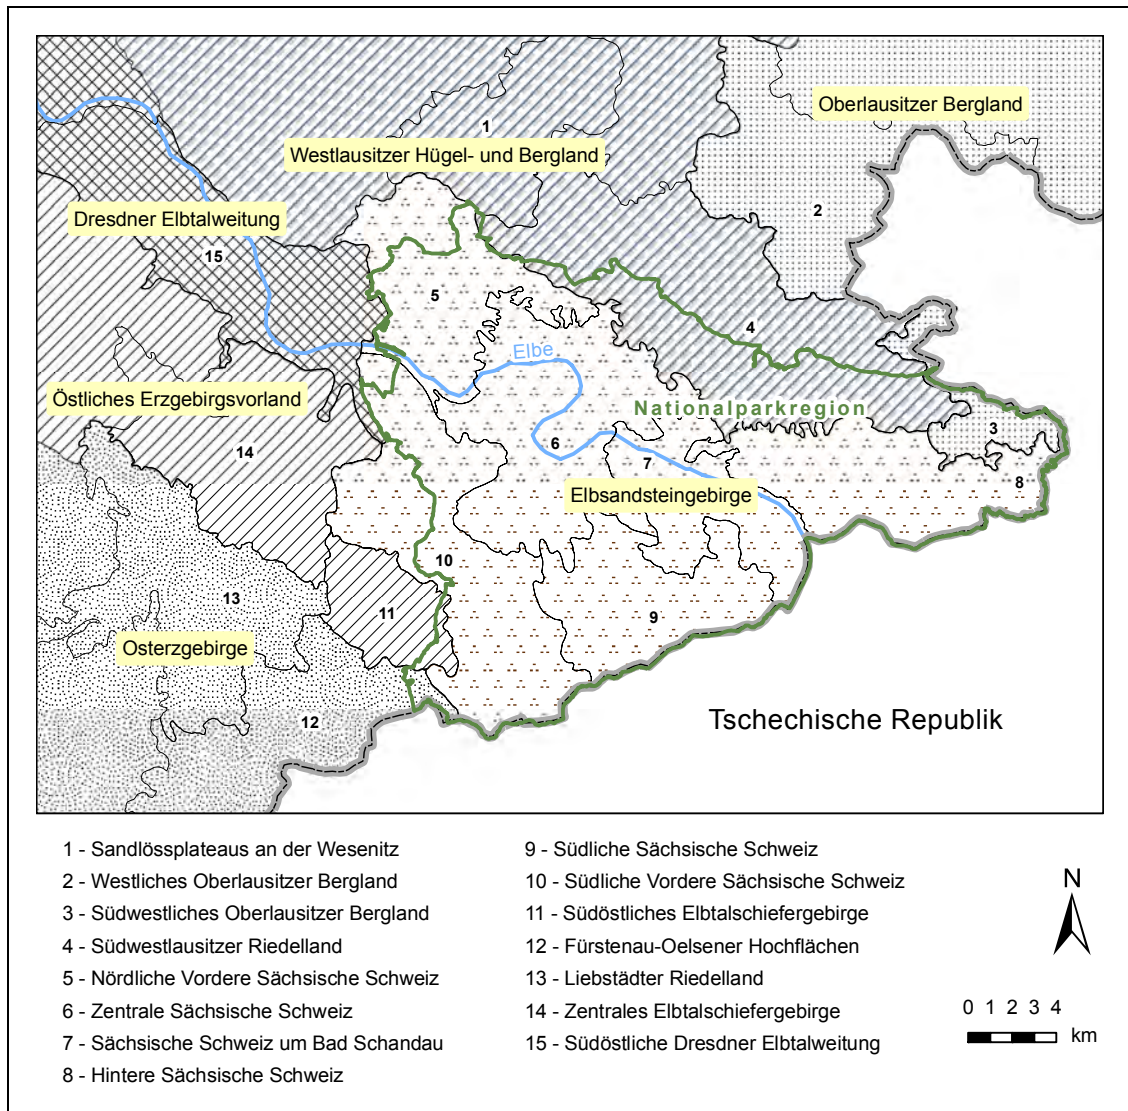 Oberlausitzer Bergland
1
Westlausitzer Hügel- und Bergland
2
Dresdner Elbtalweitung
15
5
4
Elbe
Östliches Erzgebirgsvorland
Nationalparkregion
3
14
6
7
8
Elbsandsteingebirge
10
13
11
9
Osterzgebirge
12
Tschechische Republik
1 - Sandlössplateaus an der Wesenitz
2 - Westliches Oberlausitzer Bergland
3 - Südwestliches Oberlausitzer Bergland
4 - Südwestlausitzer Riedelland
5 - Nördliche Vordere Sächsische Schweiz
6 - Zentrale Sächsische Schweiz
7 - Sächsische Schweiz um Bad Schandau
8 - Hintere Sächsische Schweiz
9 - Südliche Sächsische Schweiz
10 - Südliche Vordere Sächsische Schweiz
11 - Südöstliches Elbtalschiefergebirge
12 - Fürstenau-Oelsener Hochflächen
13 - Liebstädter Riedelland
14 - Zentrales Elbtalschiefergebirge
15 - Südöstliche Dresdner Elbtalweitung
N
0 1 2 3 4
km